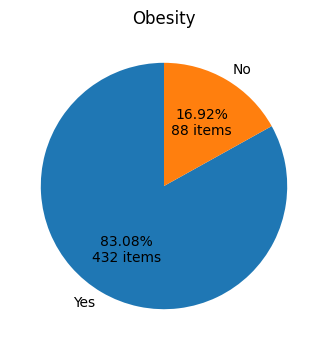 Obesity
No
16.92%
88 items
83.08%
432 items
Yes